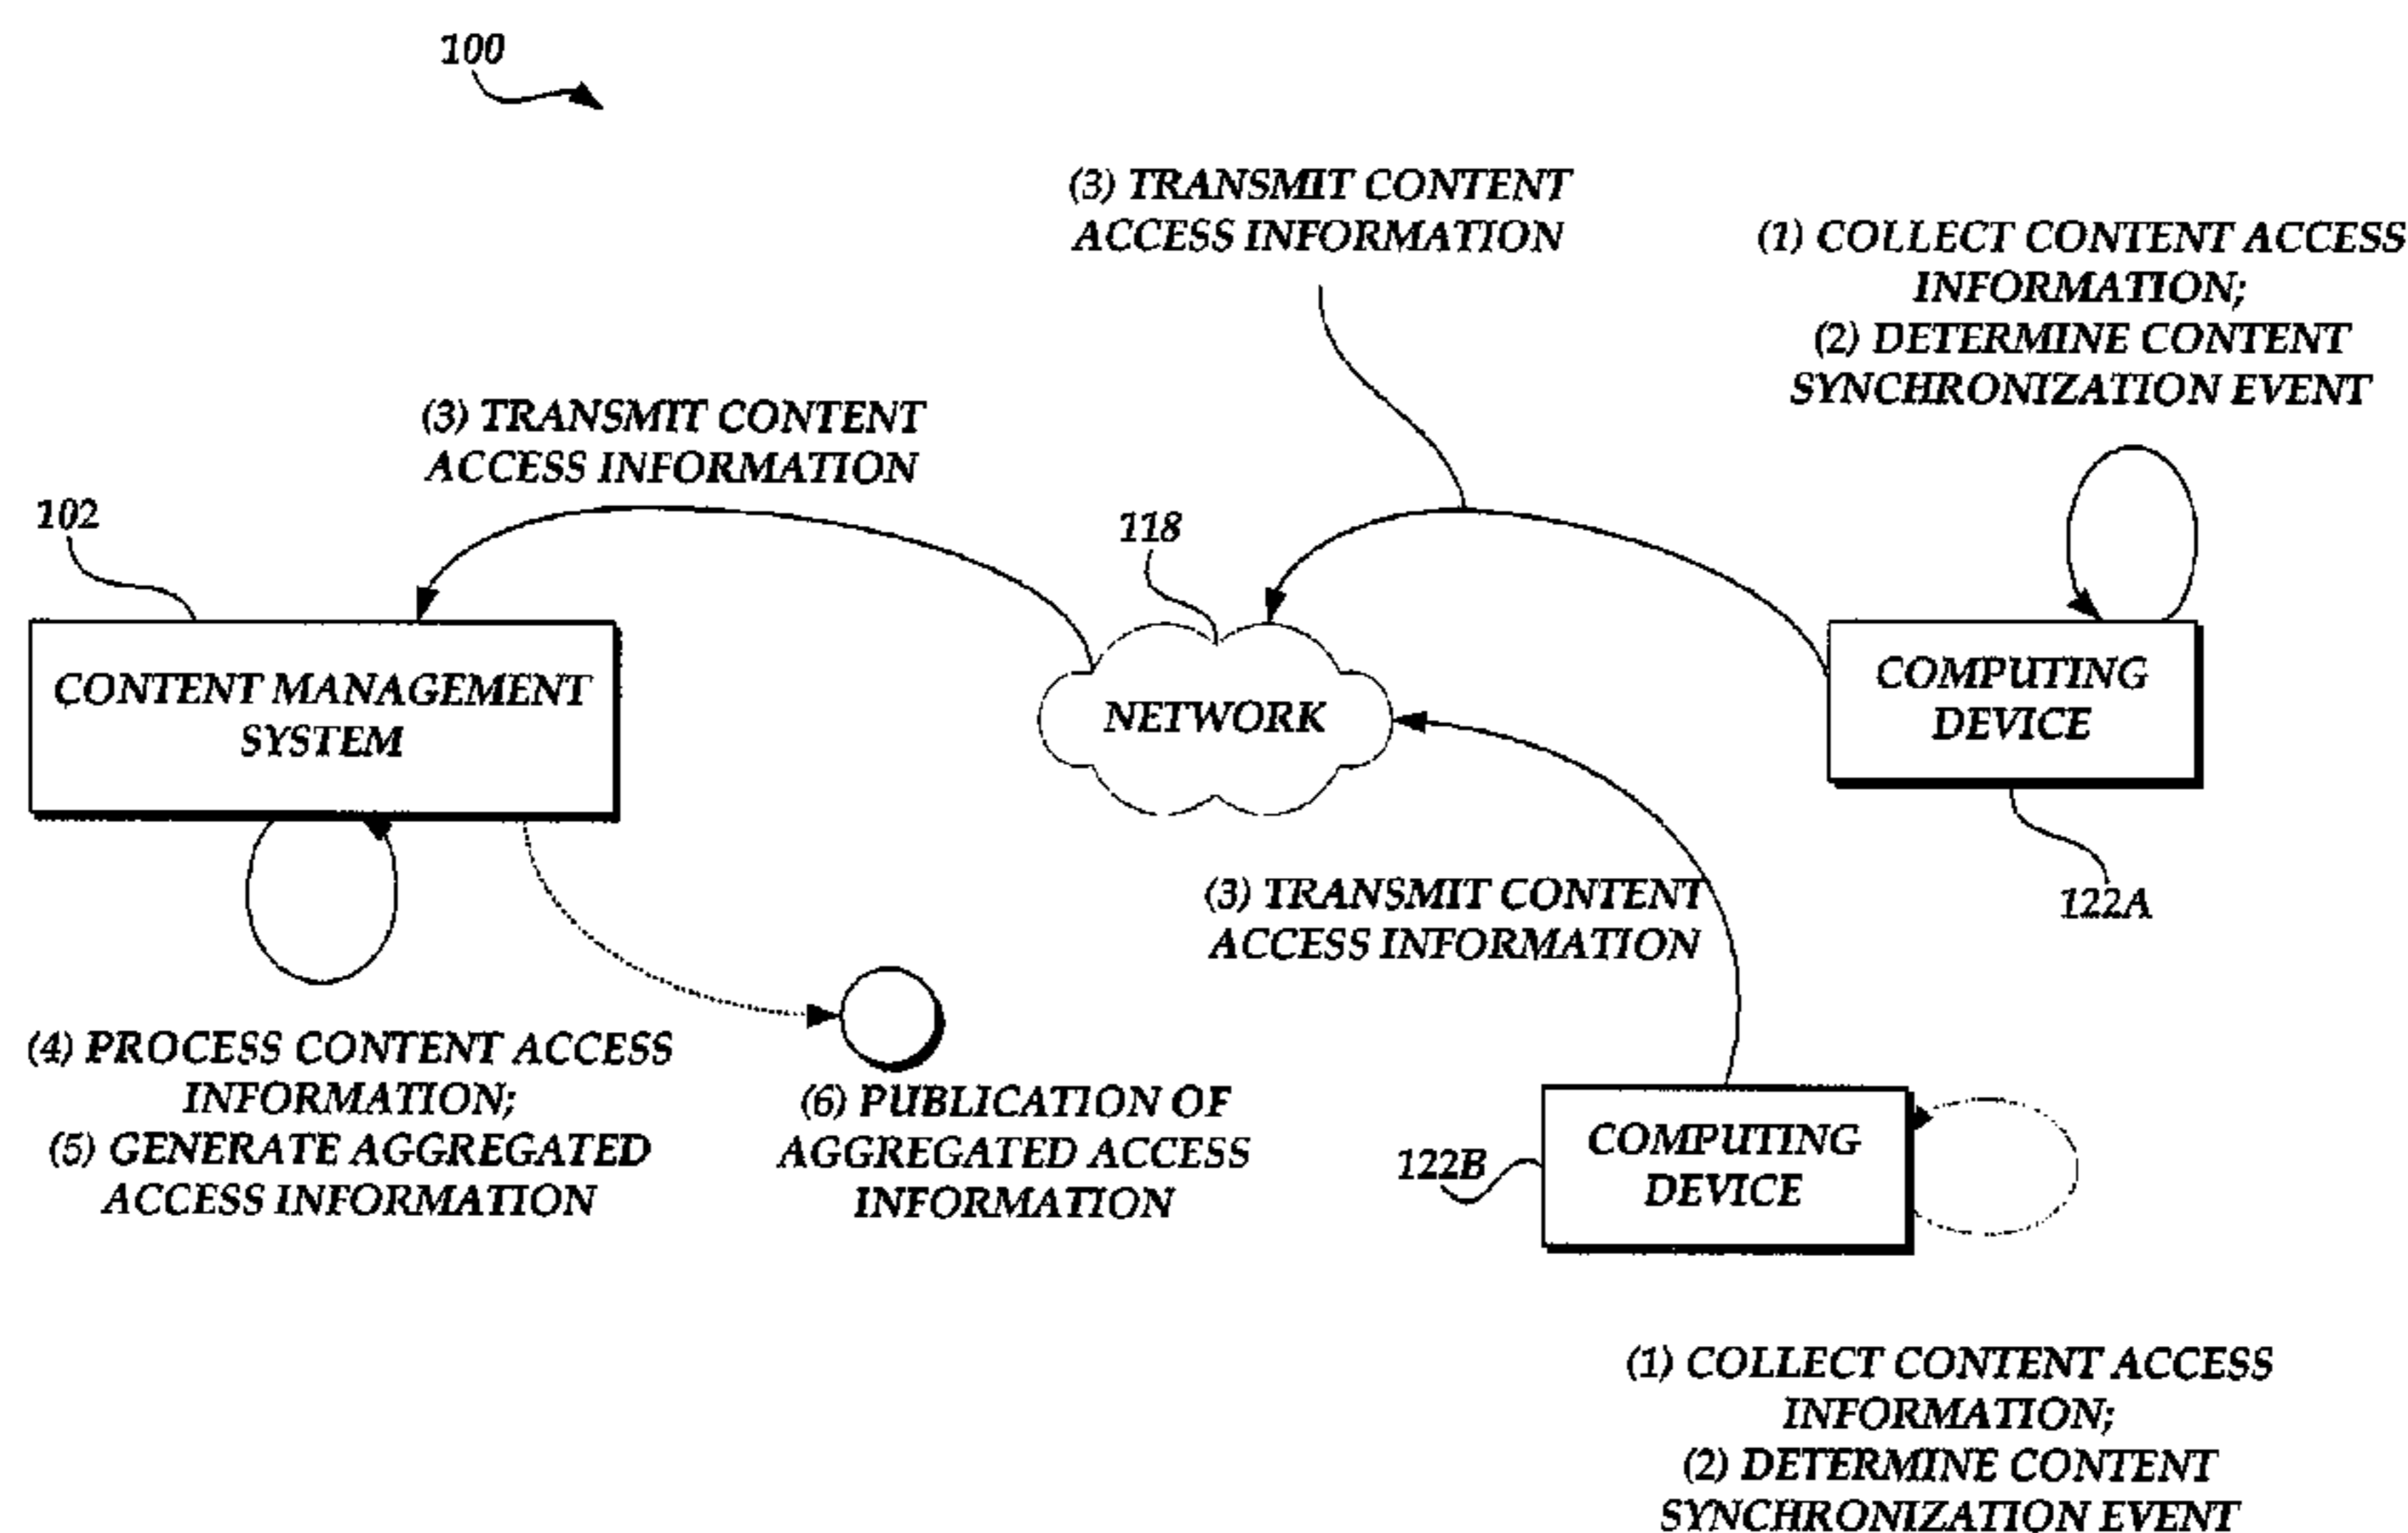 100
(3) TRANSMIT CONTENT
ACCESS INFORMATION
(1) COLLECT CONTENT ACCESS
INFORMATION;
(2) DETERMINE CONTENT
SYNCHRONIZATION EVENT
(3) TRANSMIT CONTENT
ACCESS INFORMATION
102
118
CONTENT MANAGEMENT
SYSTEM
NETWORK
COMPUTING
DEVICE
122A
(3) TRANSMIT CONTENT
ACCESS INFORMATION
(4) PROCESS CONTENT ACCESS
INFORMATION;
(5) GENERATE AGGREGATED
ACCESS INFORMATION
(6) PUBLICATION OF
AGGREGATED ACCESS
INFORMATION
122B
COMPUTING
DEVICE
(1) COLLECT CONTENT ACCESS
INFORMATION;
(2) DETERMINE CONTENT
SYNCHRONIZATION EVENT